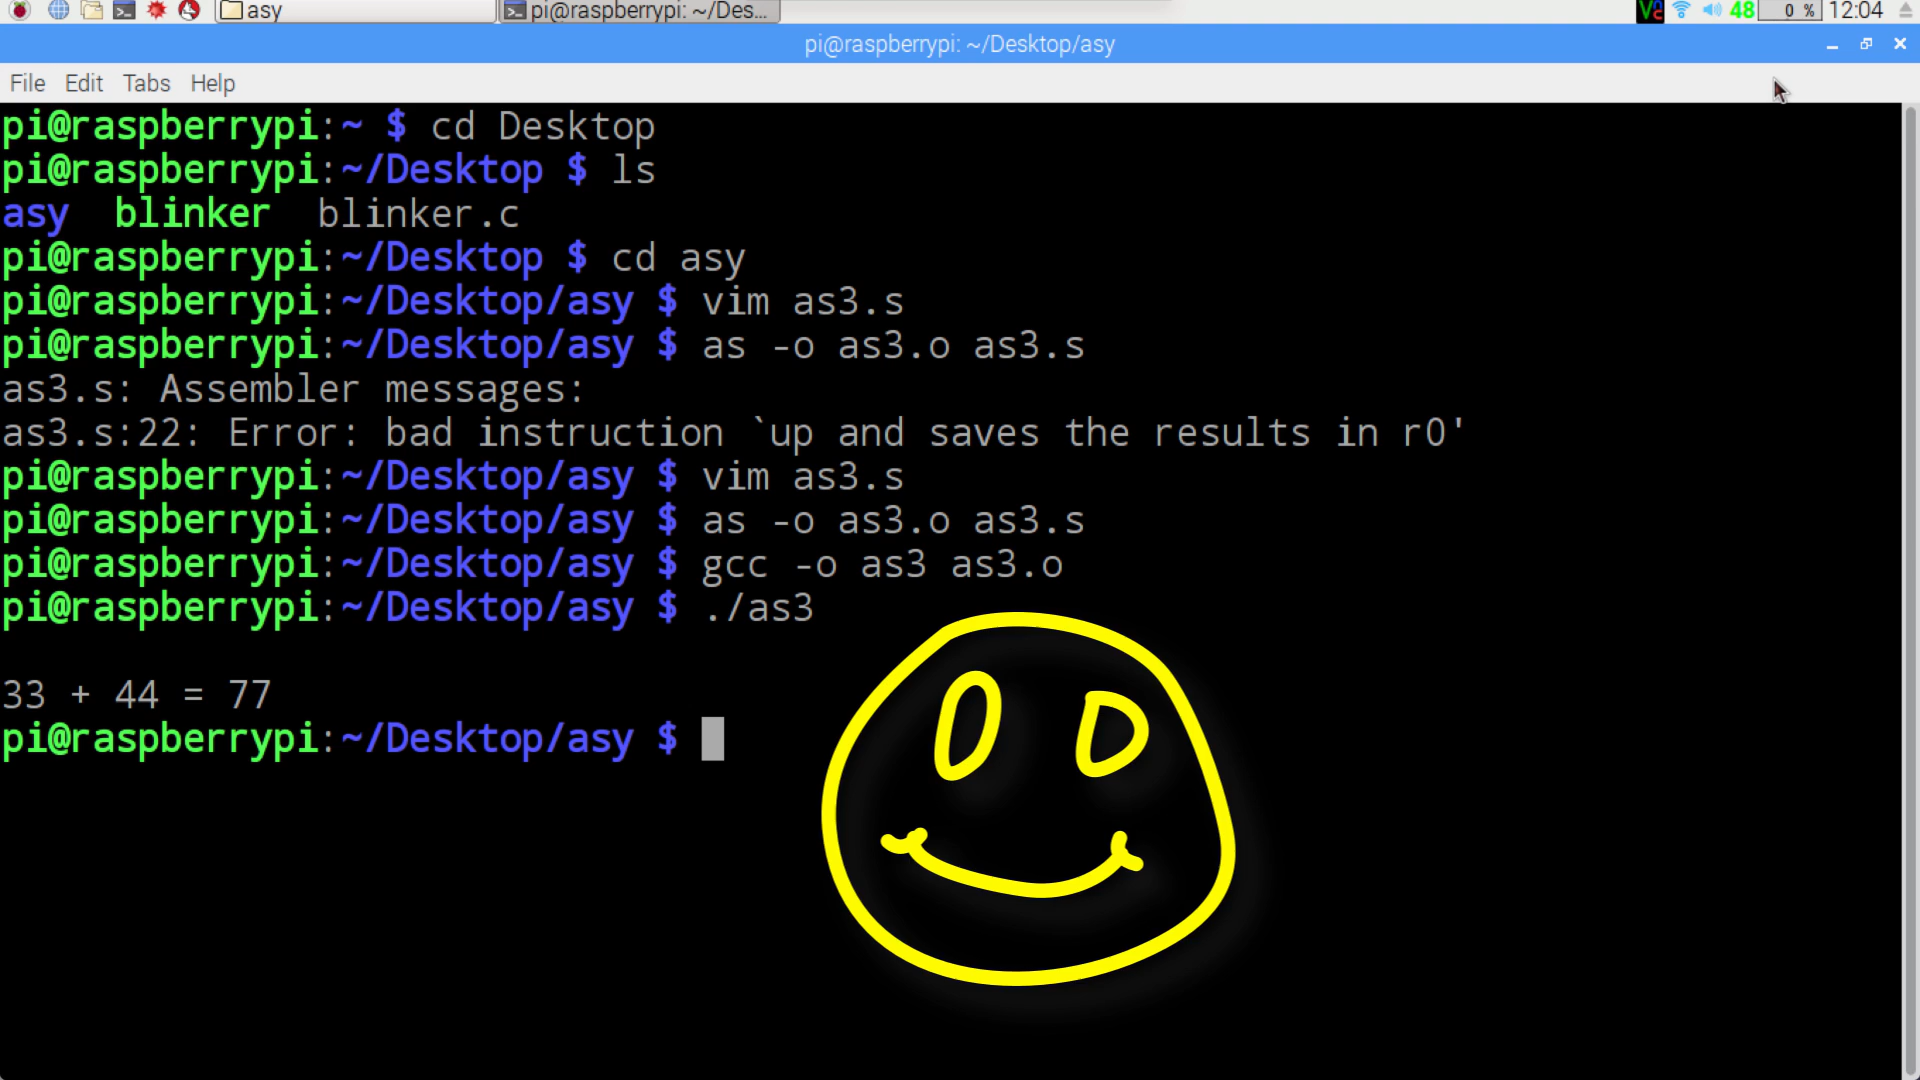 asy
pi@raspberrypi: ~/Des...
48
0 %
12:04
pi@raspberrypi: ~/Desktop/asy
File Edit Tabs Help
pi@raspberrypi:~ $ cd Desktop
pi@raspberrypi:~/Desktop $ ls
asy  blinker  blinker.c
pi@raspberrypi:~/Desktop $ cd asy
pi@raspberrypi:~/Desktop/asy $ vim as3.s
pi@raspberrypi:~/Desktop/asy $ as -o as3.o as3.s
as3.s: Assembler messages:
as3.s:22: Error: bad instruction `up and saves the results in r0'
pi@raspberrypi:~/Desktop/asy $ vim as3.s
pi@raspberrypi:~/Desktop/asy $ as -o as3.o as3.s
pi@raspberrypi:~/Desktop/asy $ gcc -o as3 as3.o
pi@raspberrypi:~/Desktop/asy $ ./as3
33 + 44 = 77
pi@raspberrypi:~/Desktop/asy $